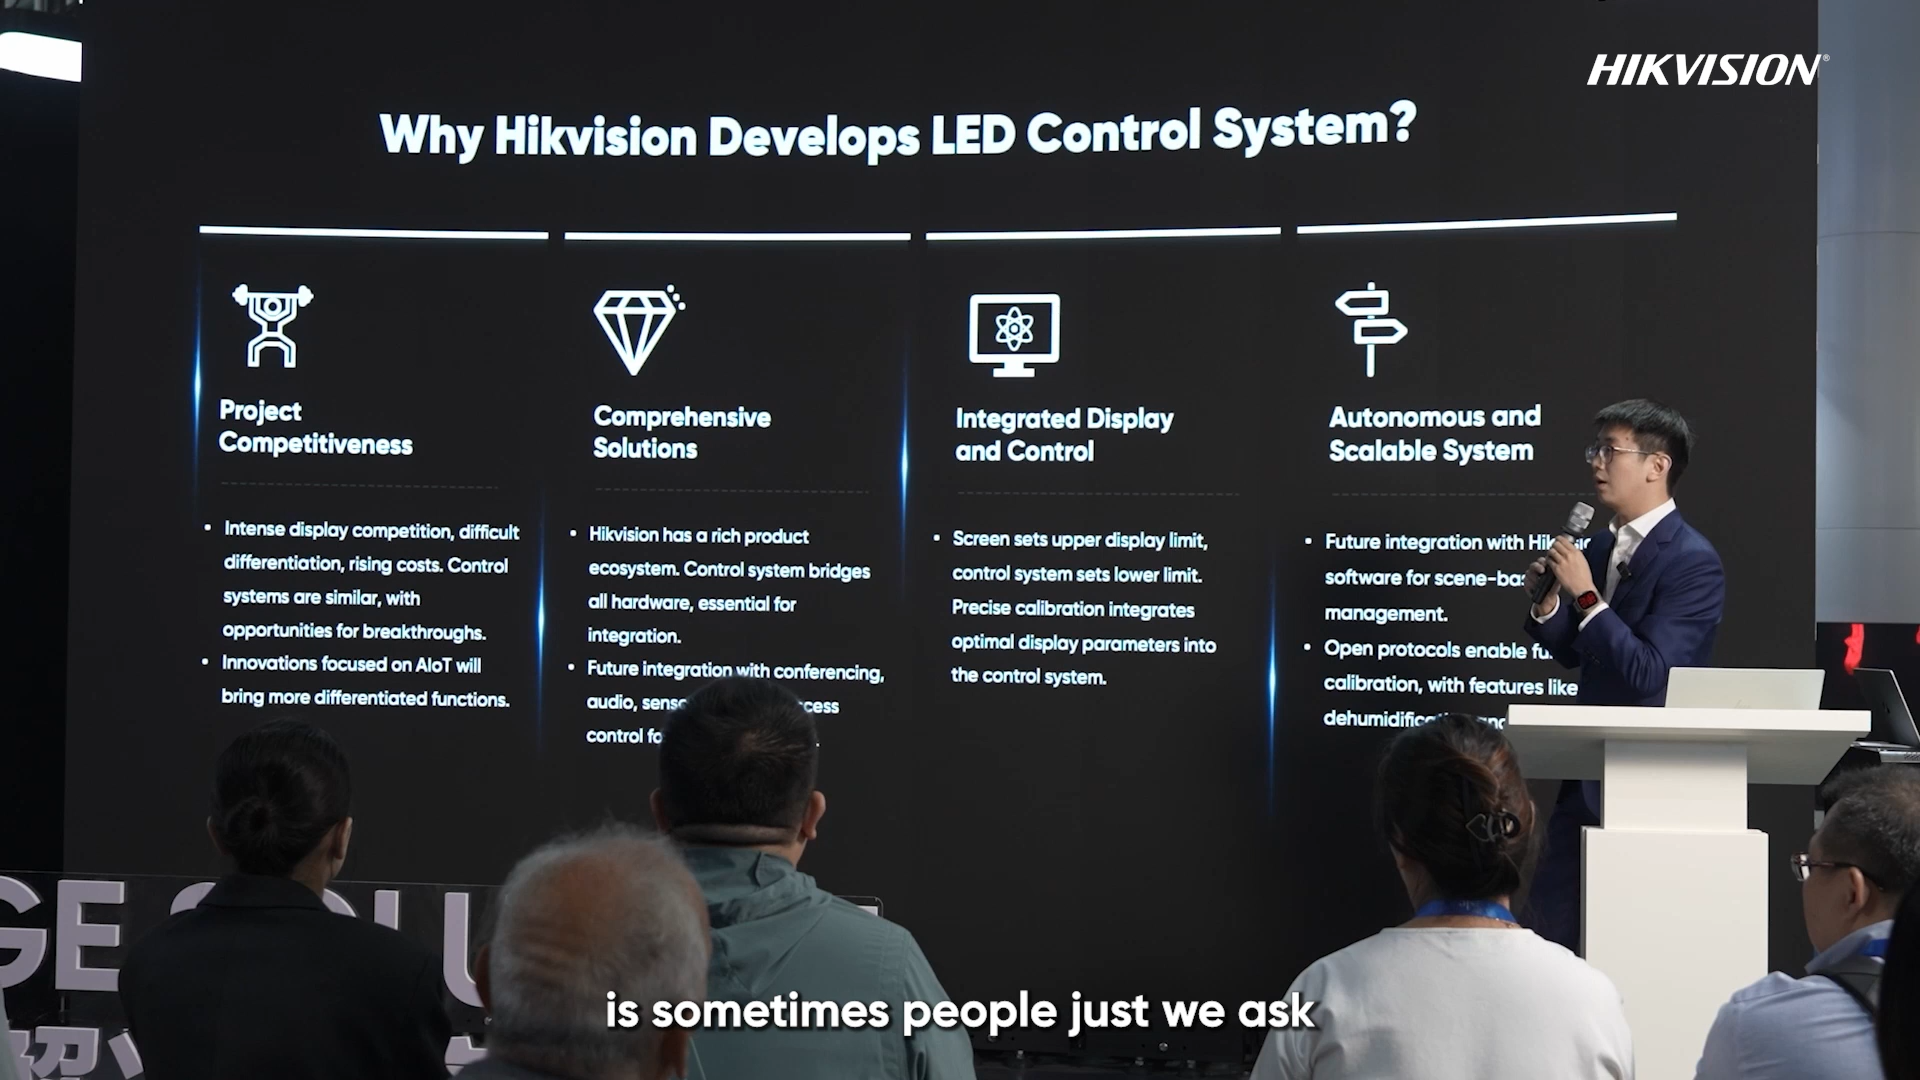 HIKVISION®
Why Hikvision Develops LED Control System?
Project
Competitiveness
Intense display competition, difficult
differentiation, rising costs. Control
systems are similar, with
opportunities for breakthroughs.
Innovations focused on AIoT will
bring more differentiated functions.
Comprehensive
Solutions
Hikvision has a rich product
ecosystem. Control system bridges
all hardware, essential for
integration.
Future integration with conferencing,
audio,
control
Integrated Display
and Control
Screen sets upper display limit,
control system sets lower limit.
Precise calibration integrates
optimal display parameters into
the control system.
Autonomous and
Scalable System
Future integration with
software for
management.
Open protocols enable
calibration, with features like
is sometimes people just we ask